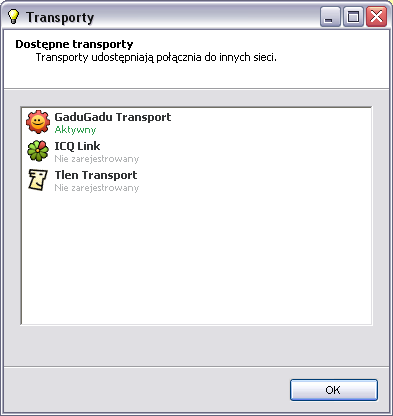 Transporty
Dostępne transporty
Transporty udostępniają połącznia do innych sieci.
GaduGadu Transport
Aktywny
ICQ Link
Nie zarejestrowany
Tlen Transport
Nie zarejestrowany
OK